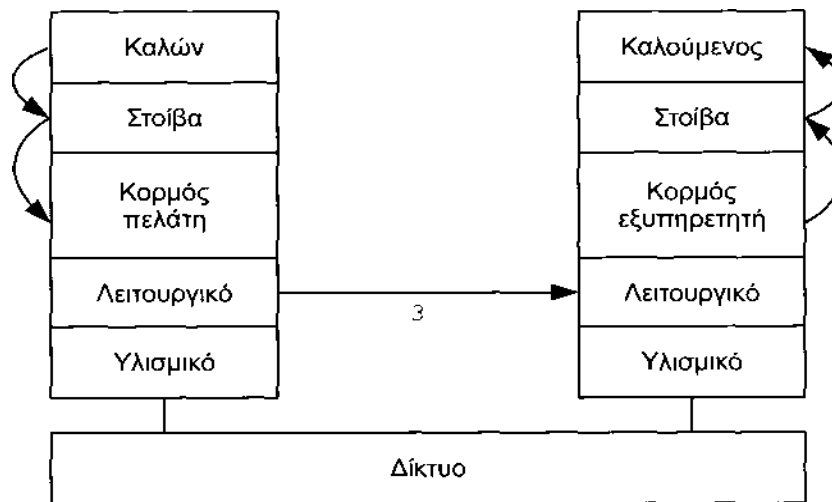 Καλών
Στοίβα
Κορμός
πελάτη
Λειτουργικό
Υλισμικό
3
Καλούμενος
Στοίβα
Κορμός
εξυπηρετητή
Λειτουργικό
Υλισμικό
Δίκτυο